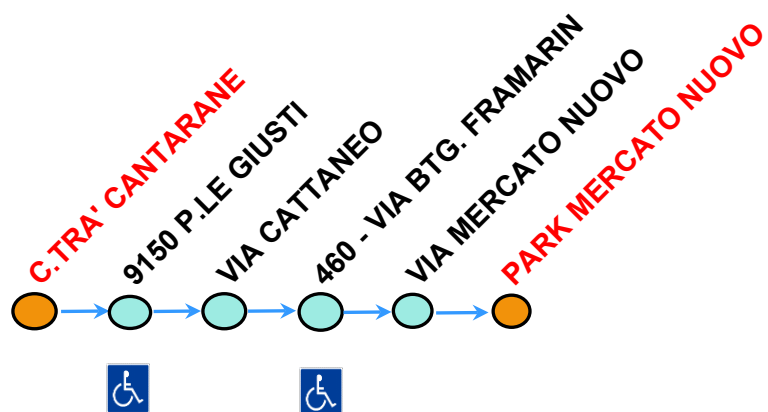 C.TRA' CANTARANE
9150 P.LE GIUSTI
VIA CATTANEO
460 - VIA BTG. FRAMARIN
VIA MERCATO NUOVO
PARK MERCATO NUOVO